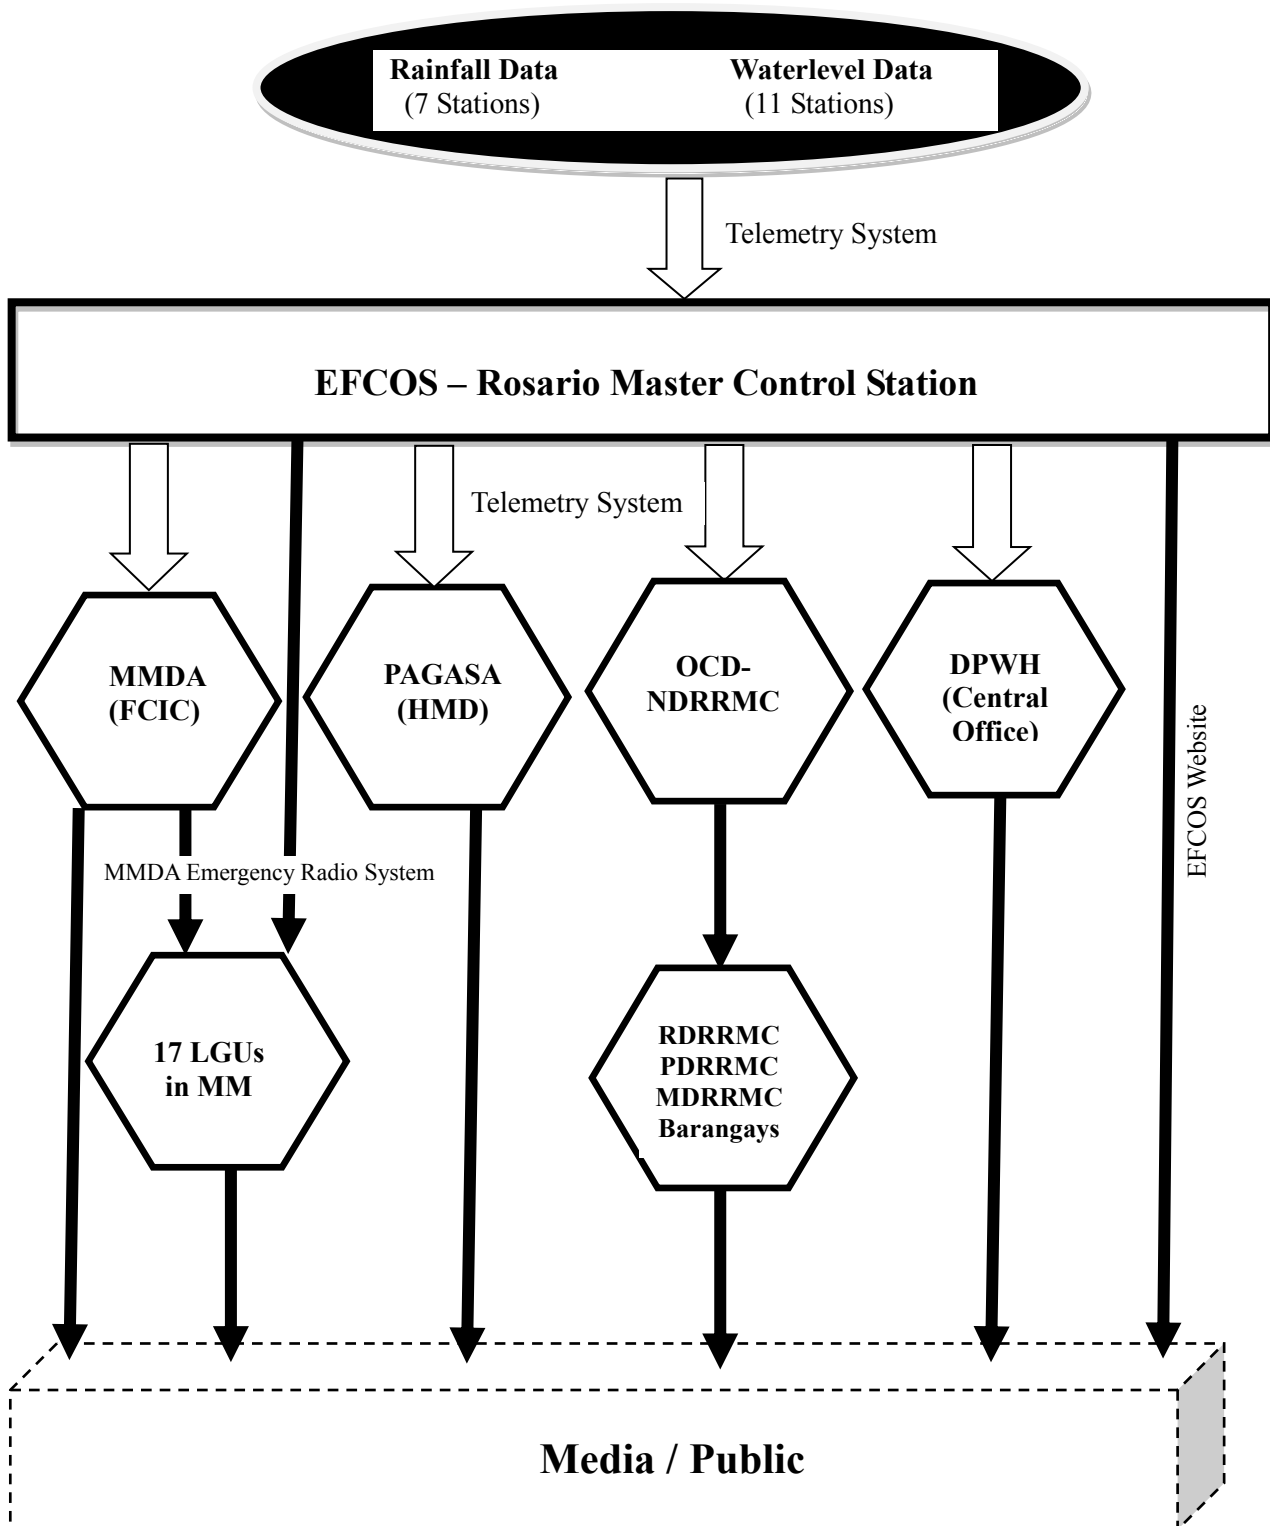 Rainfall Data
(7 Stations)
Waterlevel Data
(11 Stations)
Telemetry System
EFCOS – Rosario Master Control Station
Telemetry System
MMDA
(FCIC)
PAGASA
(HMD)
OCD-
NDRRMC
DPWH
(Central
Office)
EFCOS Website
MMDA Emergency Radio System
17 LGUs
in MM
RDRRMC
PDRRMC
MDRRMC
Barangays
Media / Public